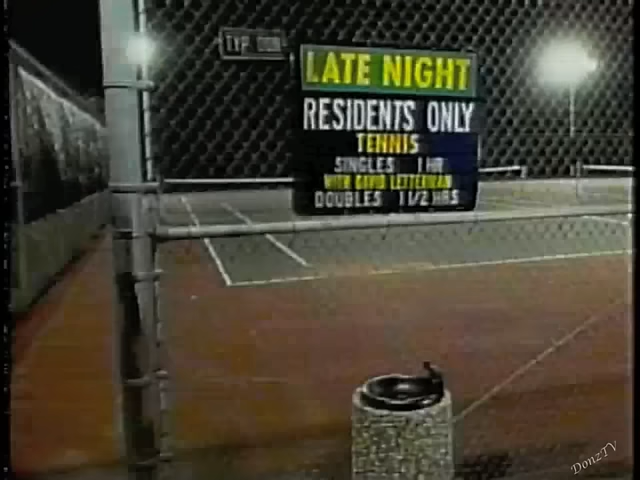 LATE NIGHT
RESIDENTS ONLY
TENNIS
SINGLES 1 HR
WITH DAVID LETTERMAN
DOUBLES 1 1/2 HRS
DonzTV